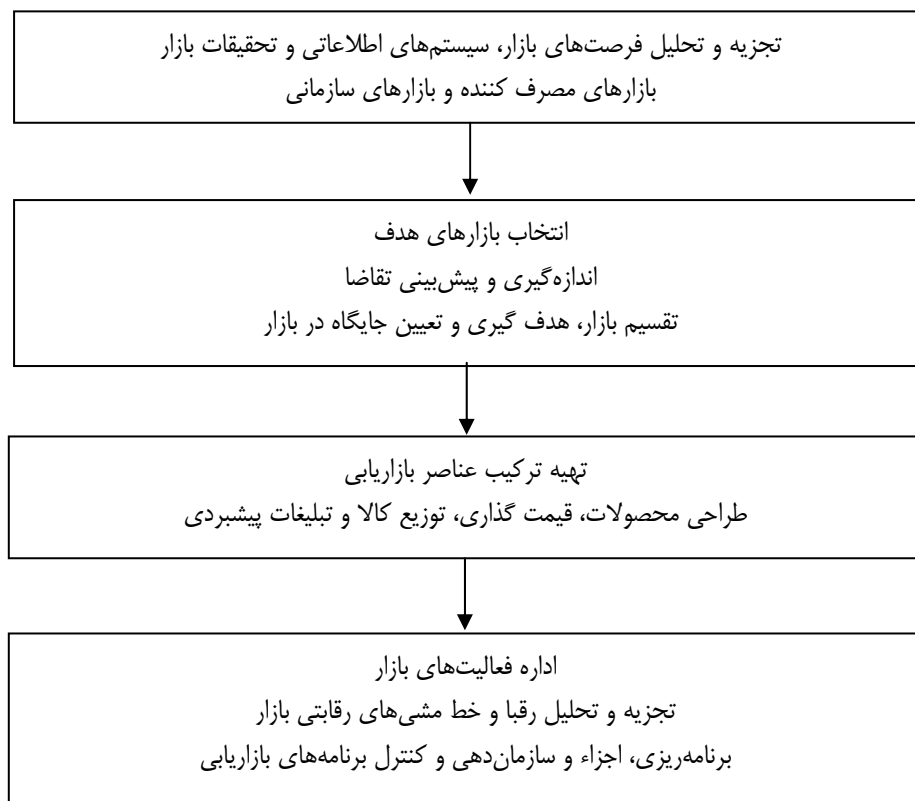 تجزیه و تحلیل فرصت‌های بازار، سیستم‌های اطلاعاتی و تحقیقات بازار
بازارهای مصرف کننده و بازارهای سازمانی
انتخاب بازارهای هدف
اندازه‌گیری و پیش‌بینی تقاضا
تقسیم بازار، هدف گیری و تعیین جایگاه در بازار
تهیه ترکیب عناصر بازاریابی
طراحی محصولات، قیمت گذاری، توزیع کالا و تبلیغات پیشبردی
اداره فعالیت‌های بازار
تجزیه و تحلیل رقبا و خط مشی‌های رقابتی بازار
برنامه‌ریزی، اجزاء و سازمان‌دهی و کنترل برنامه‌های بازاریابی